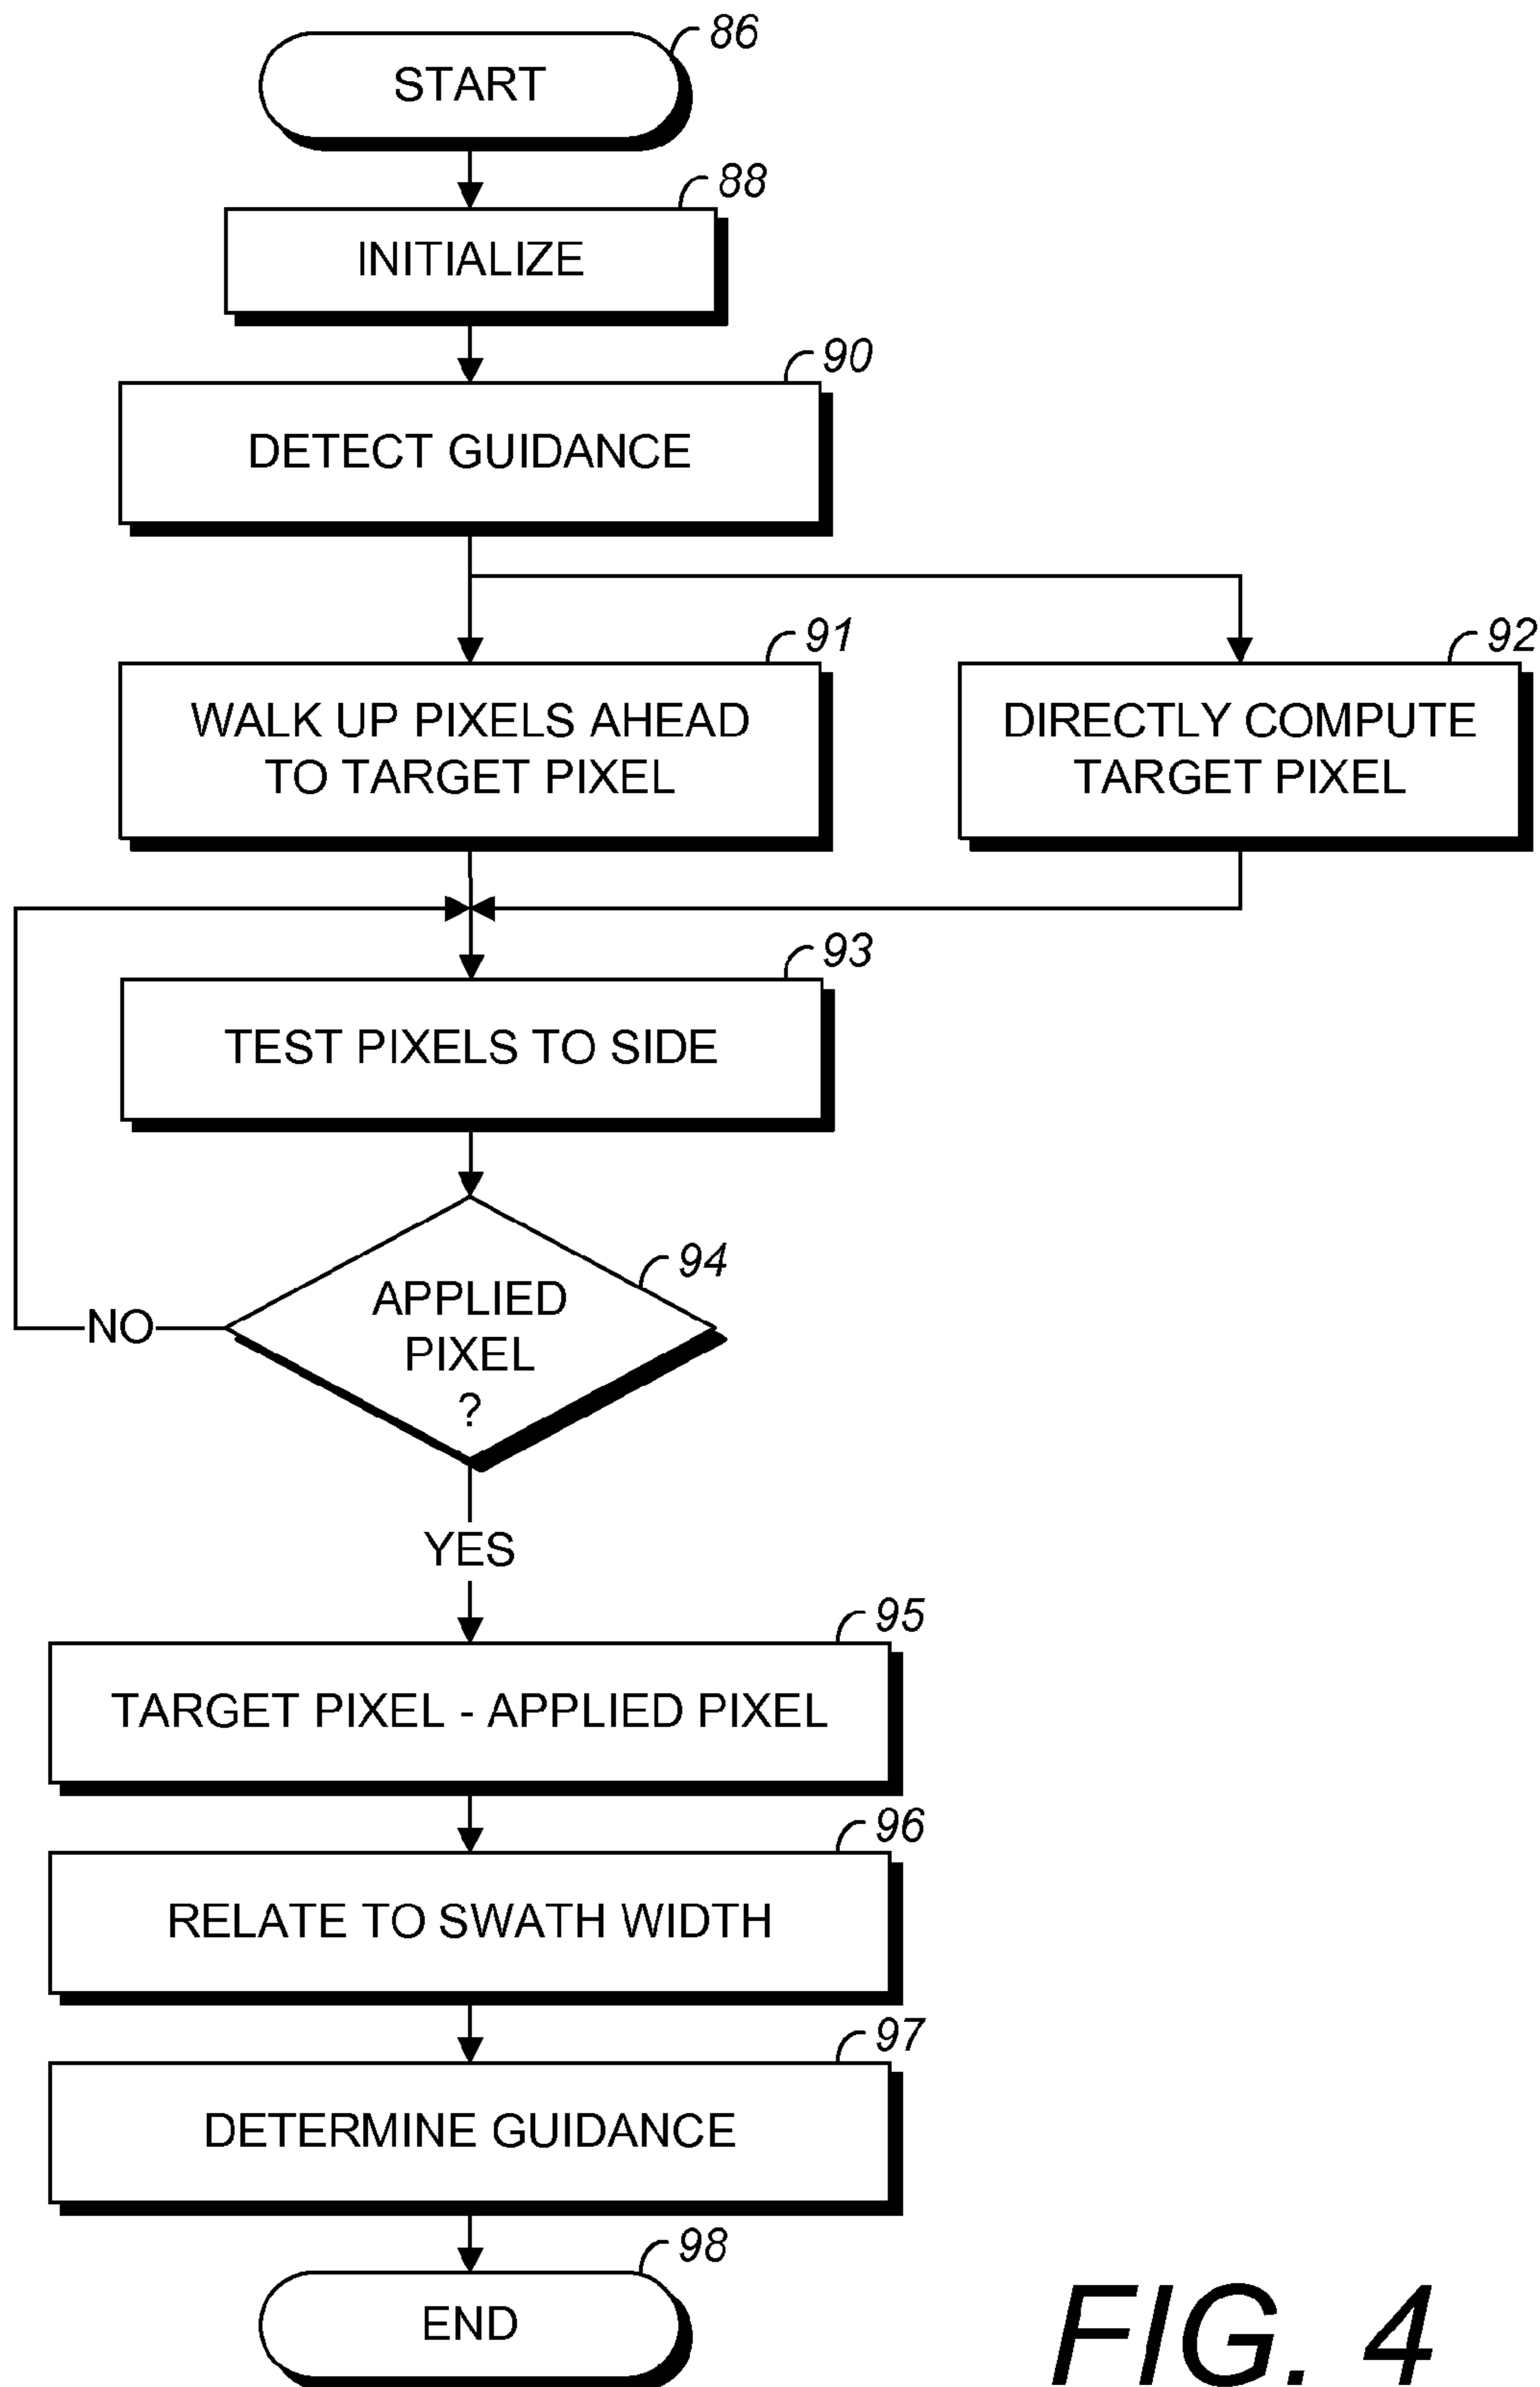 86
START
88
INITIALIZE
90
DETECT GUIDANCE
91
WALK UP PIXELS AHEAD
TO TARGET PIXEL
92
DIRECTLY COMPUTE
TARGET PIXEL
93
TEST PIXELS TO SIDE
94
APPLIED
PIXEL
?
NO
YES
95
TARGET PIXEL - APPLIED PIXEL
96
RELATE TO SWATH WIDTH
97
DETERMINE GUIDANCE
98
END
FIG. 4